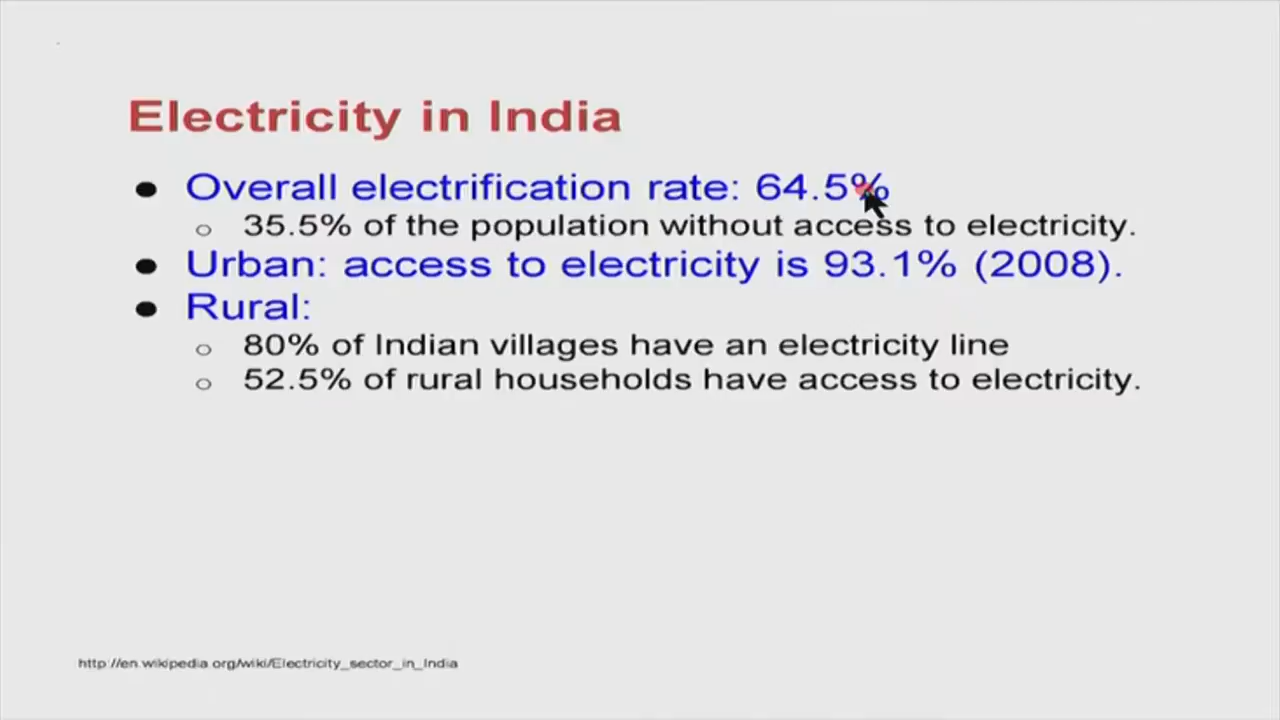 Electricity in India
● Overall electrification rate: 64.5%
○ 35.5% of the population without access to electricity.
● Urban: access to electricity is 93.1% (2008).
● Rural:
○ 80% of Indian villages have an electricity line
○ 52.5% of rural households have access to electricity.
http://en.wikipedia.org/wiki/Electricity_sector_in_India